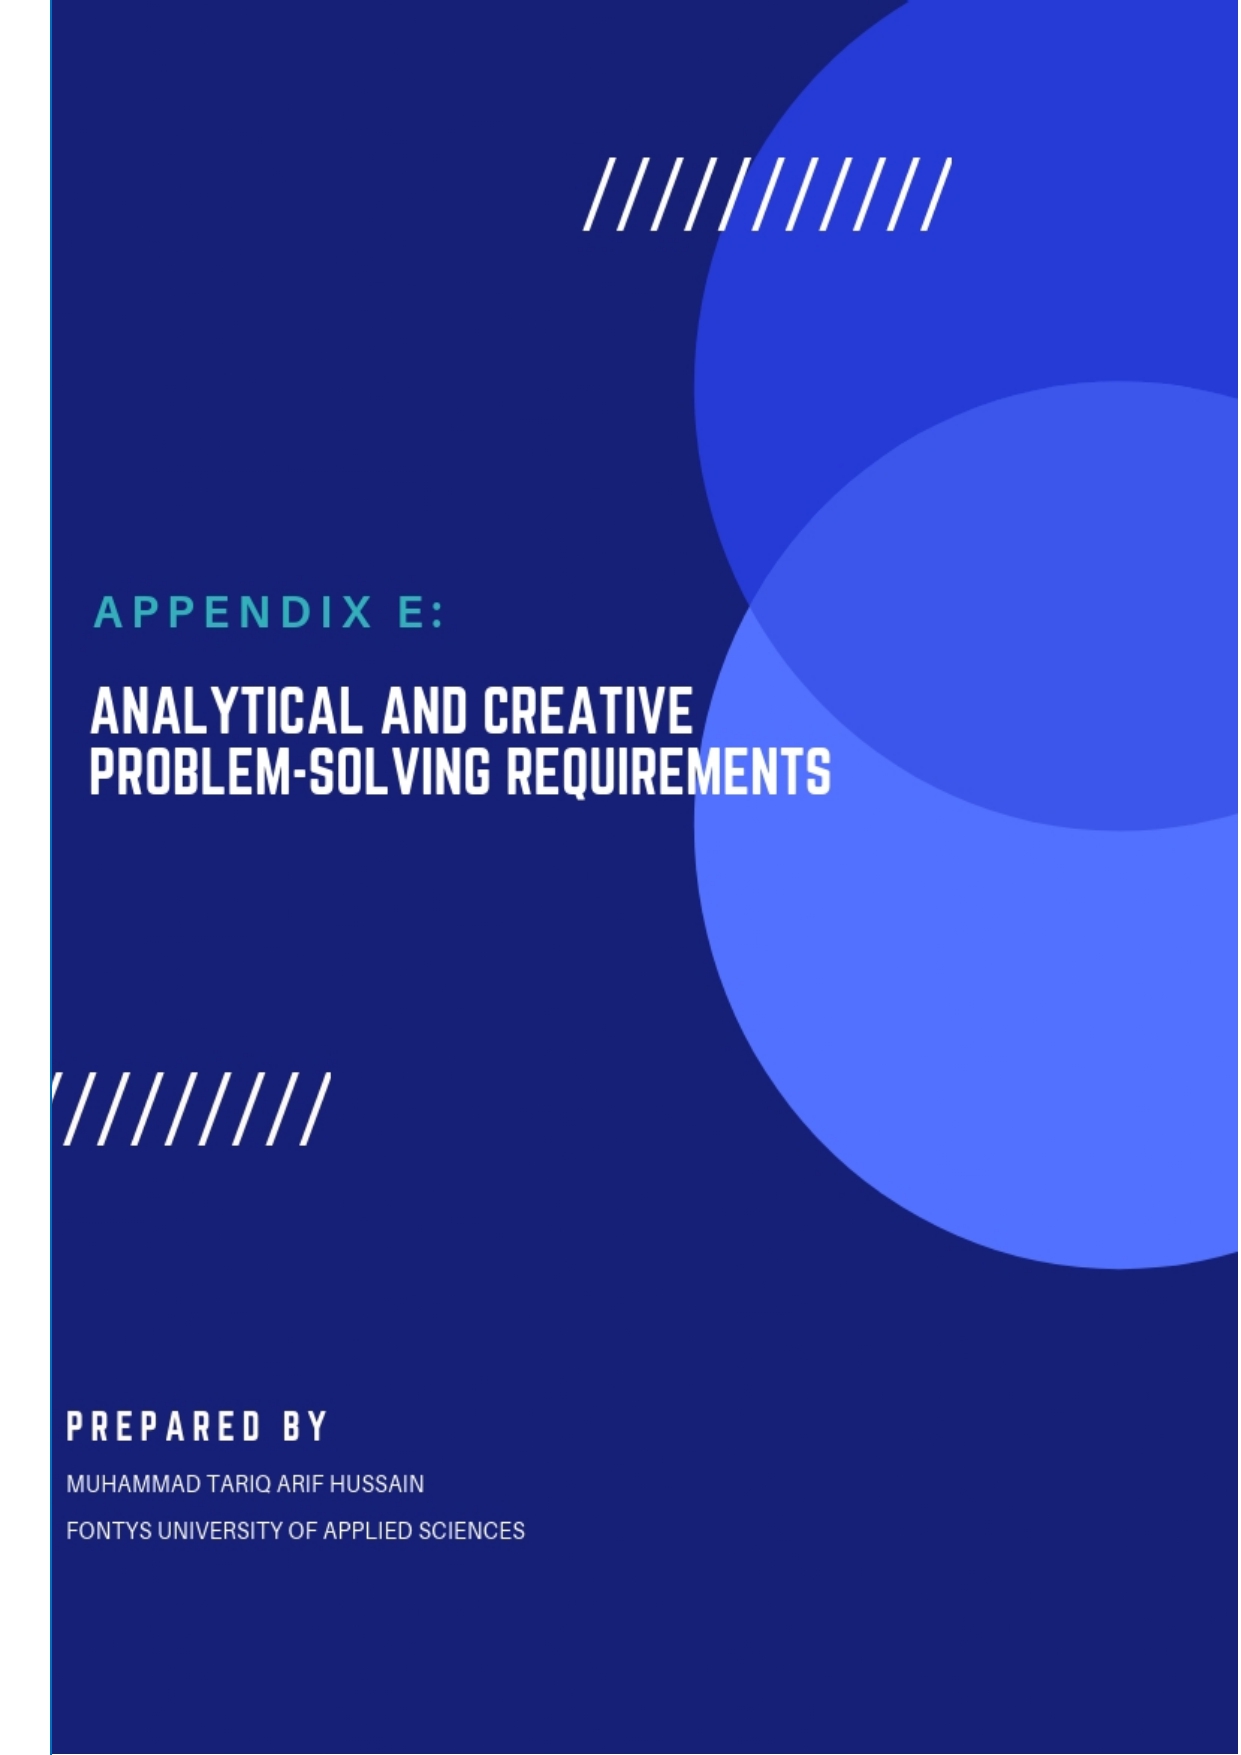 APPENDIX E:
ANALYTICAL AND CREATIVE
PROBLEM-SOLVING REQUIREMENTS
PREPARED BY
MUHAMMAD TARIQ ARIF HUSSAIN
FONTYS UNIVERSITY OF APPLIED SCIENCES